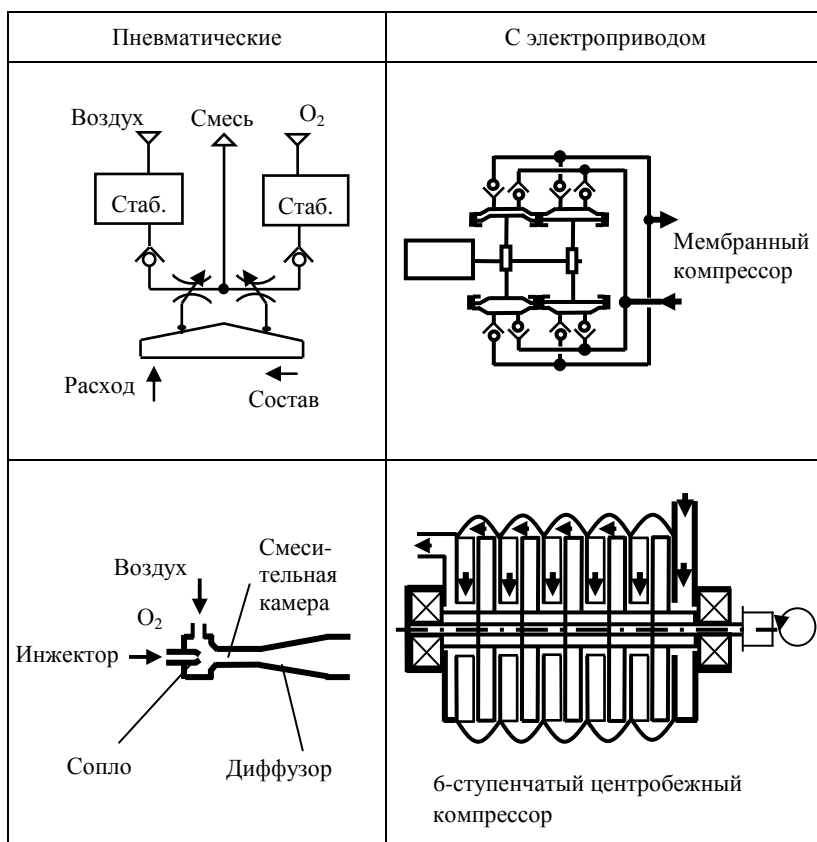 Пневматические
С электроприводом
Воздух
Смесь
O2
Стаб.
Стаб.
Расход
Состав
Мембранный
компрессор
Воздух
O2
Инжектор
Сопло
Смеси-
тельная
камера
Диффузор
6-ступенчатый центробежный
компрессор